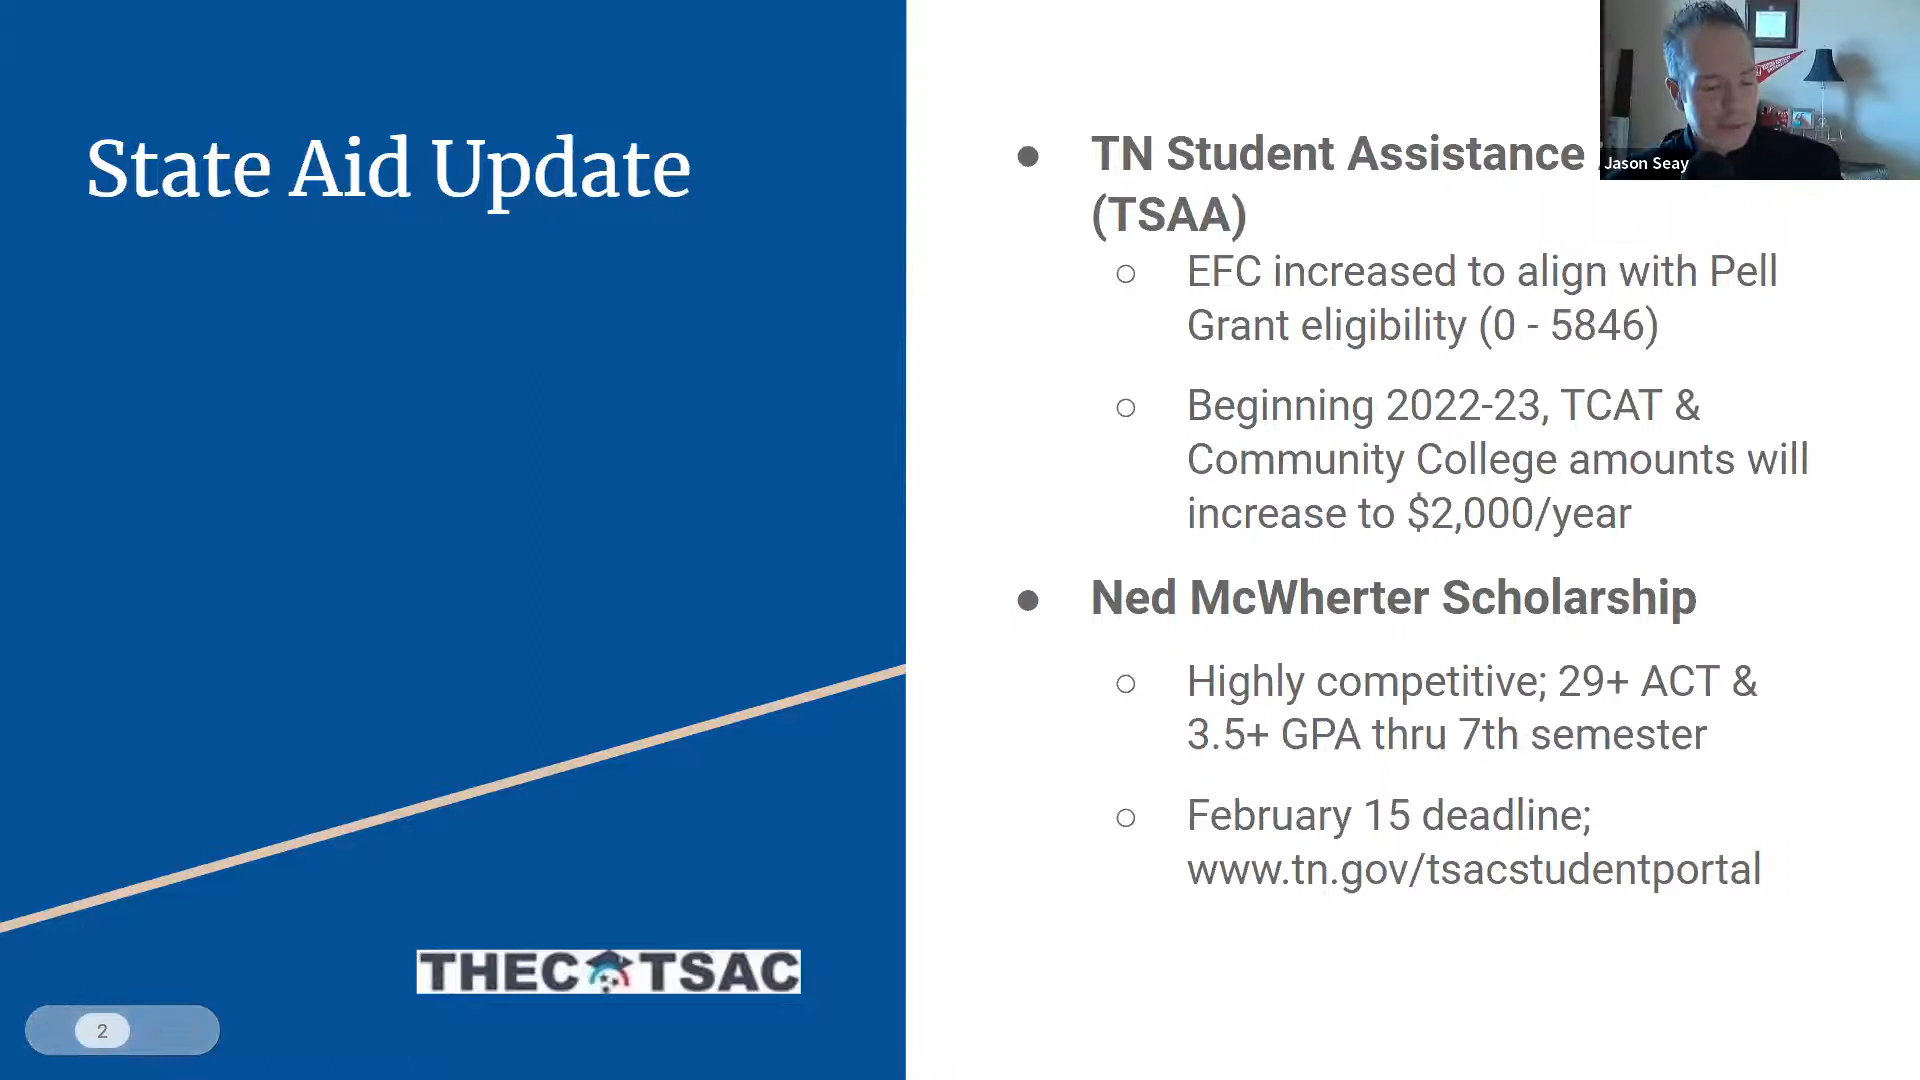 State Aid Update
● TN Student Assistance
(TSAA)
○ EFC increased to align with Pell
Grant eligibility (0 - 5846)
○ Beginning 2022-23, TCAT &
Community College amounts will
increase to $2,000/year
● Ned McWherter Scholarship
○ Highly competitive; 29+ ACT &
3.5+ GPA thru 7th semester
○ February 15 deadline;
www.tn.gov/tsacstudentportal
Jason Seay
THEC TSAC
2